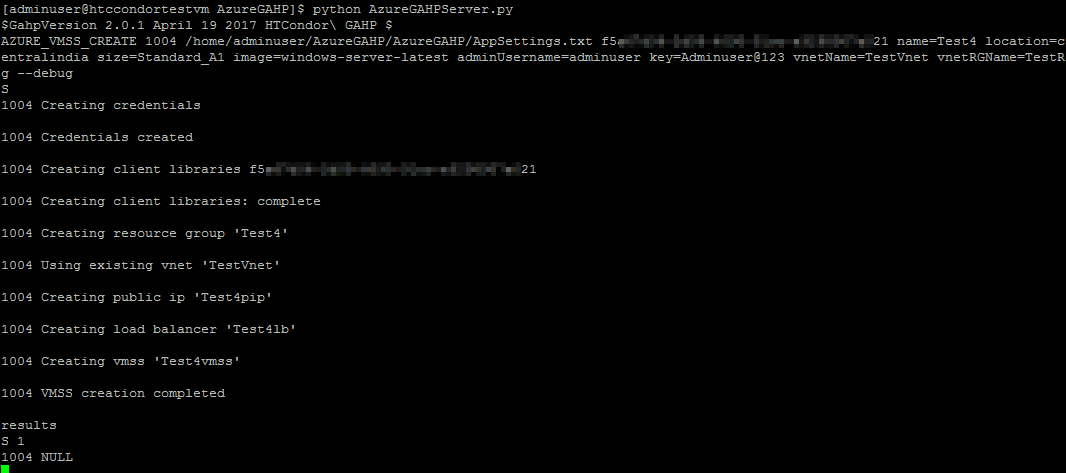 [adminuser@htccondortestvm AzureGAHP]$ python AzureGAHPServer.py
$GahpVersion 2.0.1 April 19 2017 HTCondor\ GAHP $
AZURE_VMSS_CREATE 1004 /home/adminuser/AzureGAHP/AzureGAHP/AppSettings.txt f5 21 name=Test4 location=c
entralindia size=Standard_A1 image=windows-server-latest adminUsername=adminuser key=Adminuser@123 vnetName=TestVnet vnetRGName=TestR
g --debug
S
1004 Creating credentials
1004 Credentials created
1004 Creating client libraries f5 21
1004 Creating client libraries: complete
1004 Creating resource group 'Test4'
1004 Using existing vnet 'TestVnet'
1004 Creating public ip 'Test4pip'
1004 Creating load balancer 'Test4lb'
1004 Creating vmss 'Test4vmss'
1004 VMSS creation completed
results
S 1
1004 NULL